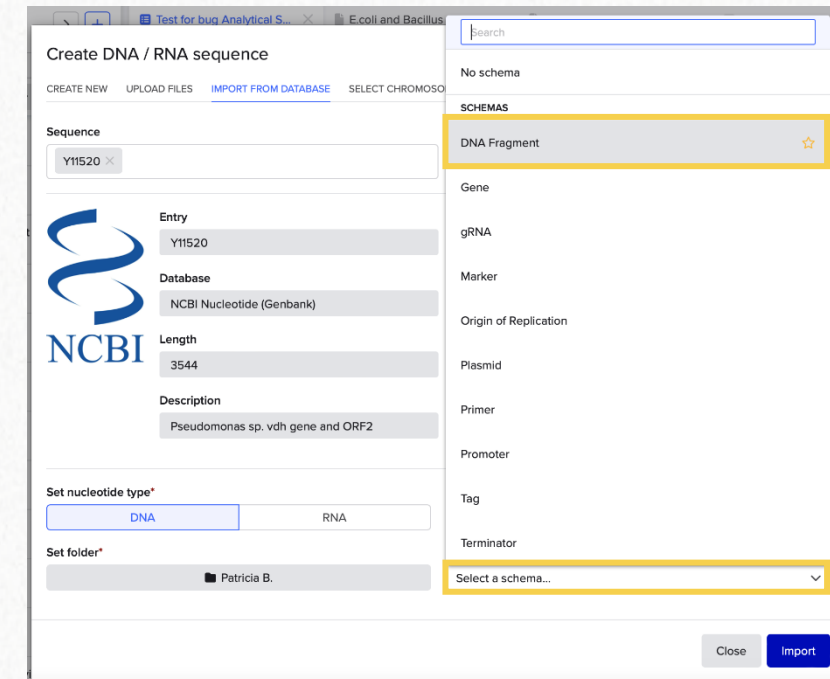 Test for bug Analytical S...
E.coli and Bacillus
Create DNA / RNA sequence
CREATE NEW UPLOAD FILES IMPORT FROM DATABASE SELECT CHROMOSO
Sequence
Y11520
NCBI
Entry
Y11520
Database
NCBI Nucleotide (Genbank)
Length
3544
Description
Pseudomonas sp. vdh gene and ORF2
Set nucleotide type*
DNA RNA
Set folder*
Patricia B.
Search
No schema
SCHEMAS
DNA Fragment
Gene
gRNA
Marker
Origin of Replication
Plasmid
Primer
Promoter
Tag
Terminator
Select a schema...
Close Import